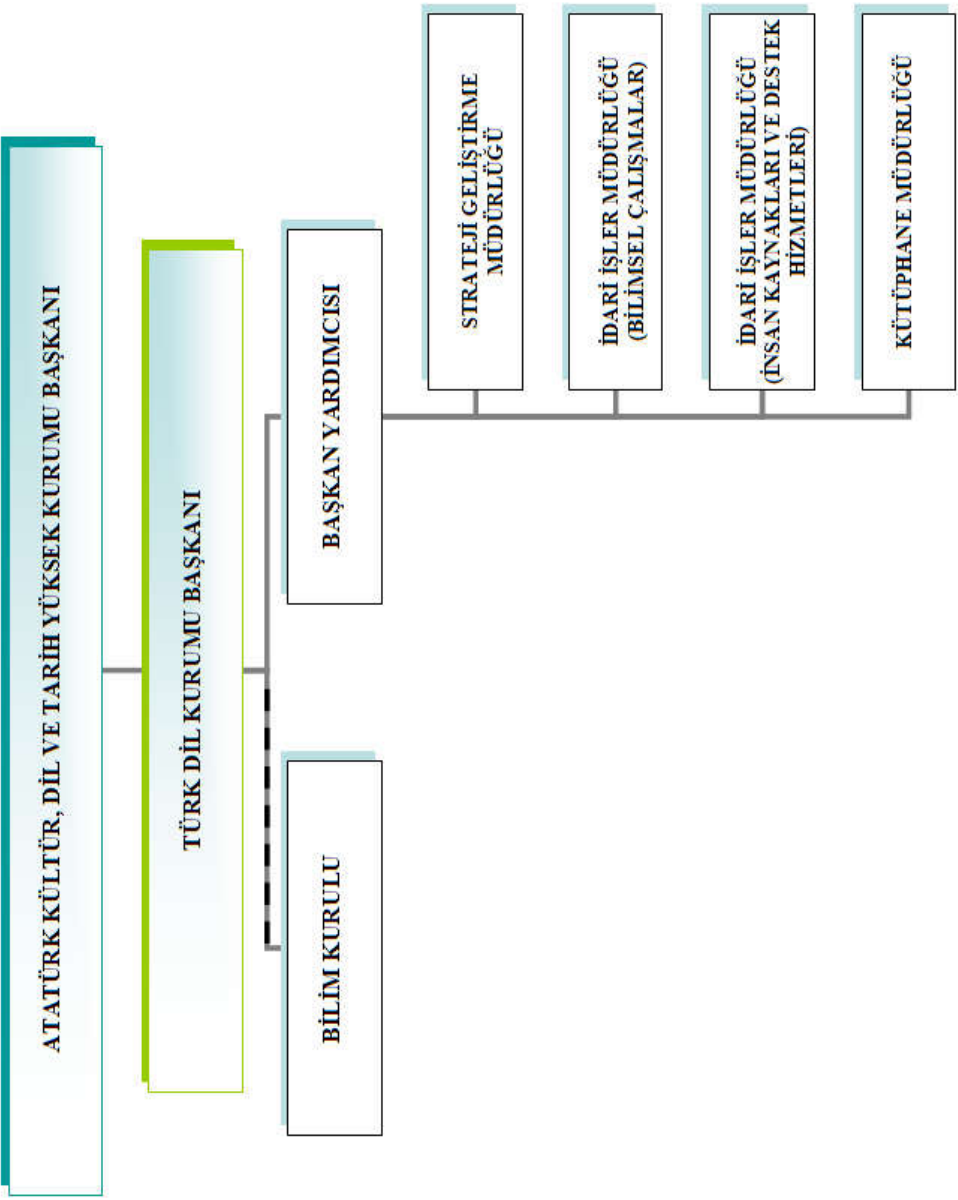 ATATÜRK KÜLTÜR, DİL VE TARİH YÜKSEK KURUMU BAŞKANI
TÜRK DİL KURUMU BAŞKANI
BİLİM KURULU
BAŞKAN YARDIMCISI
STRATEJİ GELİŞTİRME
MÜDÜRLÜĞÜ
İDARİ İŞLER MÜDÜRLÜĞÜ
(BİLİMSEL ÇALIŞMALAR)
İDARİ İŞLER MÜDÜRLÜĞÜ
(İNSAN KAYNAKLARI VE DESTEK
HİZMETLERİ)
KÜTÜPHANE MÜDÜRLÜĞÜ